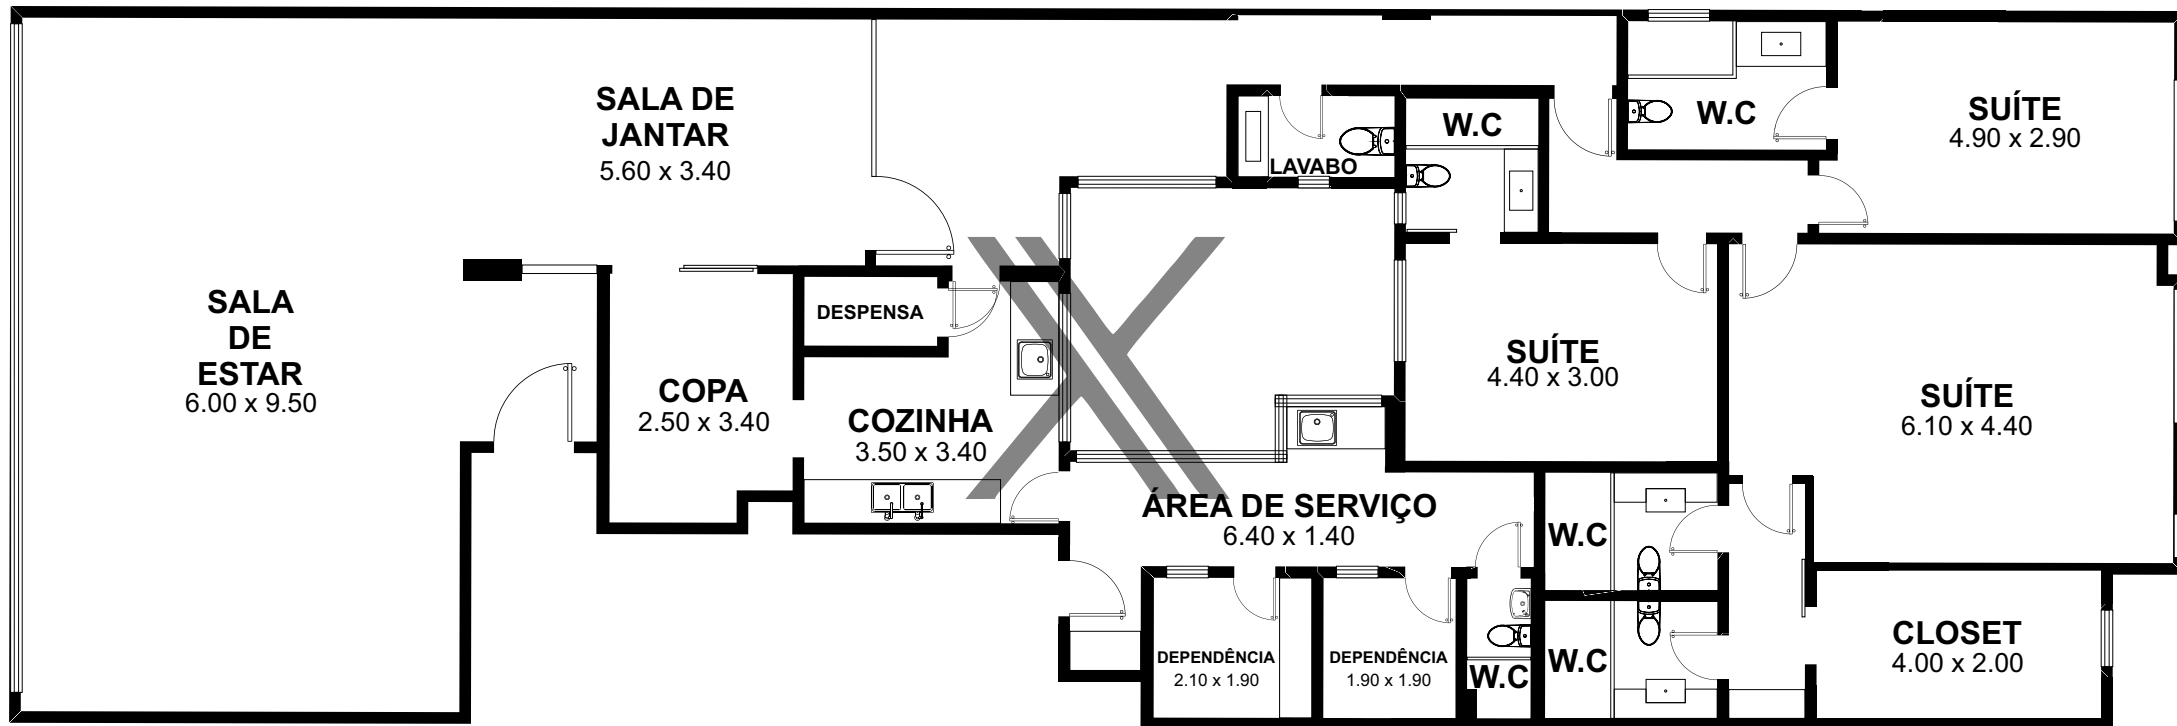 SALA DE
JANTAR
5.60 x 3.40
SALA
DE
ESTAR
6.00 x 9.50
COPA
2.50 x 3.40
DESPENSA
COZINHA
3.50 x 3.40
LAVABO
W.C
W.C
SUÍTE
4.90 x 2.90
SUÍTE
4.40 x 3.00
SUÍTE
6.10 x 4.40
ÁREA DE SERVIÇO
6.40 x 1.40
W.C
DEPENDÊNCIA
2.10 x 1.90
DEPENDÊNCIA
1.90 x 1.90
W.C
W.C
CLOSET
4.00 x 2.00